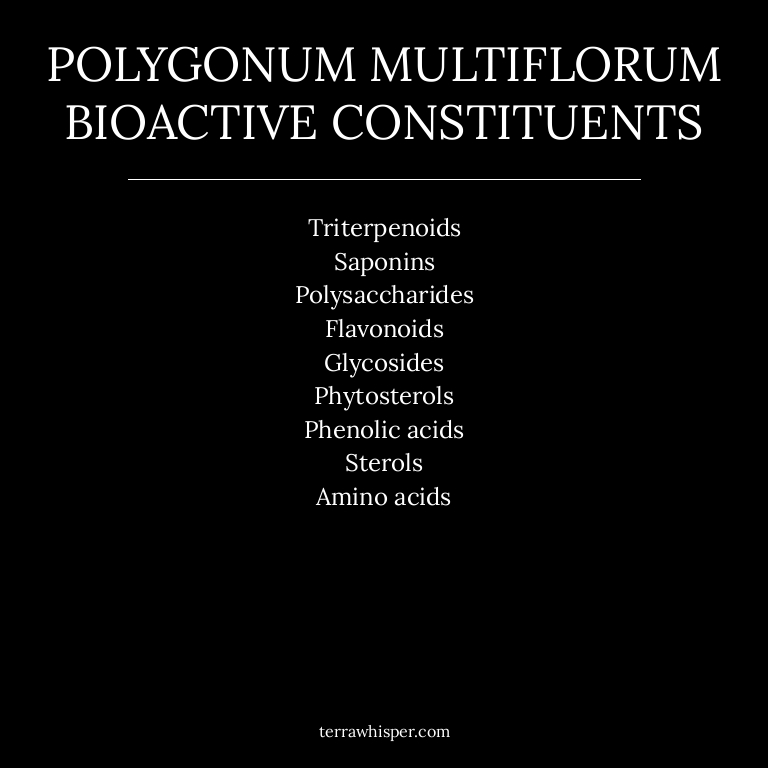 POLYGONUM MULTIFLORUM
BIOACTIVE CONSTITUENTS
Triterpenoids
Saponins
Polysaccharides
Flavonoids
Glycosides
Phytosterols
Phenolic acids
Sterols
Amino acids
terrawhisper.com